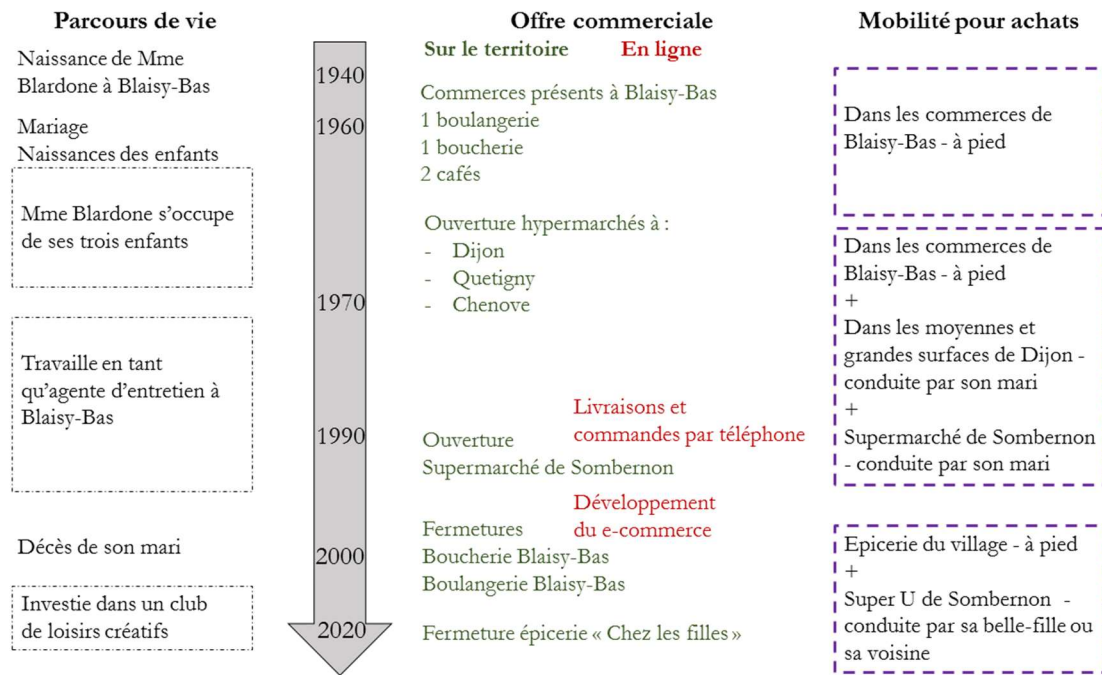 Parcours de vie
Naissance de Mme
Blardone à Blaisy-Bas
Mariage
Naissances des enfants
Mme Blardone s'occupe
de ses trois enfants
Travaille en tant
qu'agente d'entretien à
Blaisy-Bas
Décès de son mari
Investie dans un club
de loisirs créatifs
1940
1960
1970
1990
2000
2020
Offre commerciale
Sur le territoire
En ligne
Commerces présents à Blaisy-Bas
1 boulangerie
1 boucherie
2 cafés
Ouverture hypermarchés à :
- Dijon
- Quetigny
- Chenove
Livraisons et
commandes par téléphone
Ouverture
Supermarché de Sombernon
Développement
du e-commerce
Fermetures
Boucherie Blaisy-Bas
Boulangerie Blaisy-Bas
Fermeture épicerie « Chez les filles »
Mobilité pour achats
Dans les commerces de
Blaisy-Bas - à pied
Dans les commerces de
Blaisy-Bas - à pied
+
Dans les moyennes et
grandes surfaces de Dijon -
conduite par son mari
+
Supermarché de Sombernon
- conduite par son mari
Epicerie du village - à pied
+
Super U de Sombernon -
conduite par sa belle-fille ou
sa voisine